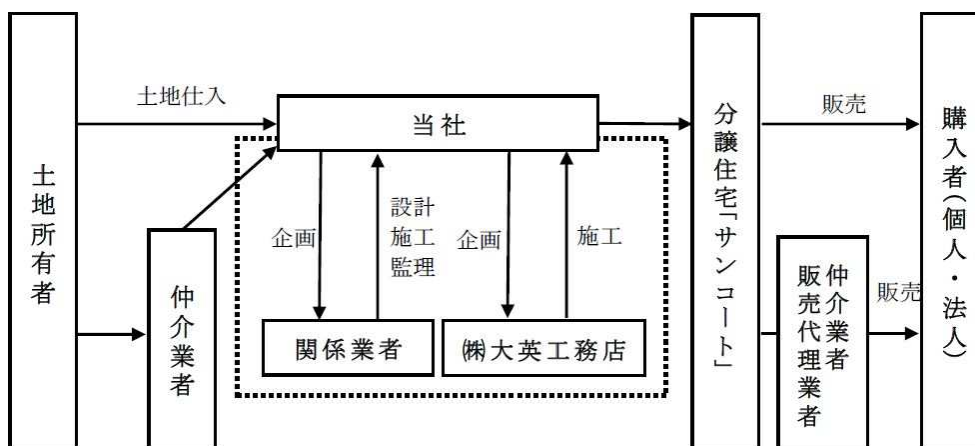 土地所有者
土地仕入
仲介業者
当社
企画
設計
施工
監理
企画
施工
関係業者
㈱大英工務店
分譲住宅「サンコート」
販売
仲介業者
販売代理業者
販売
購入者(個人・法人)